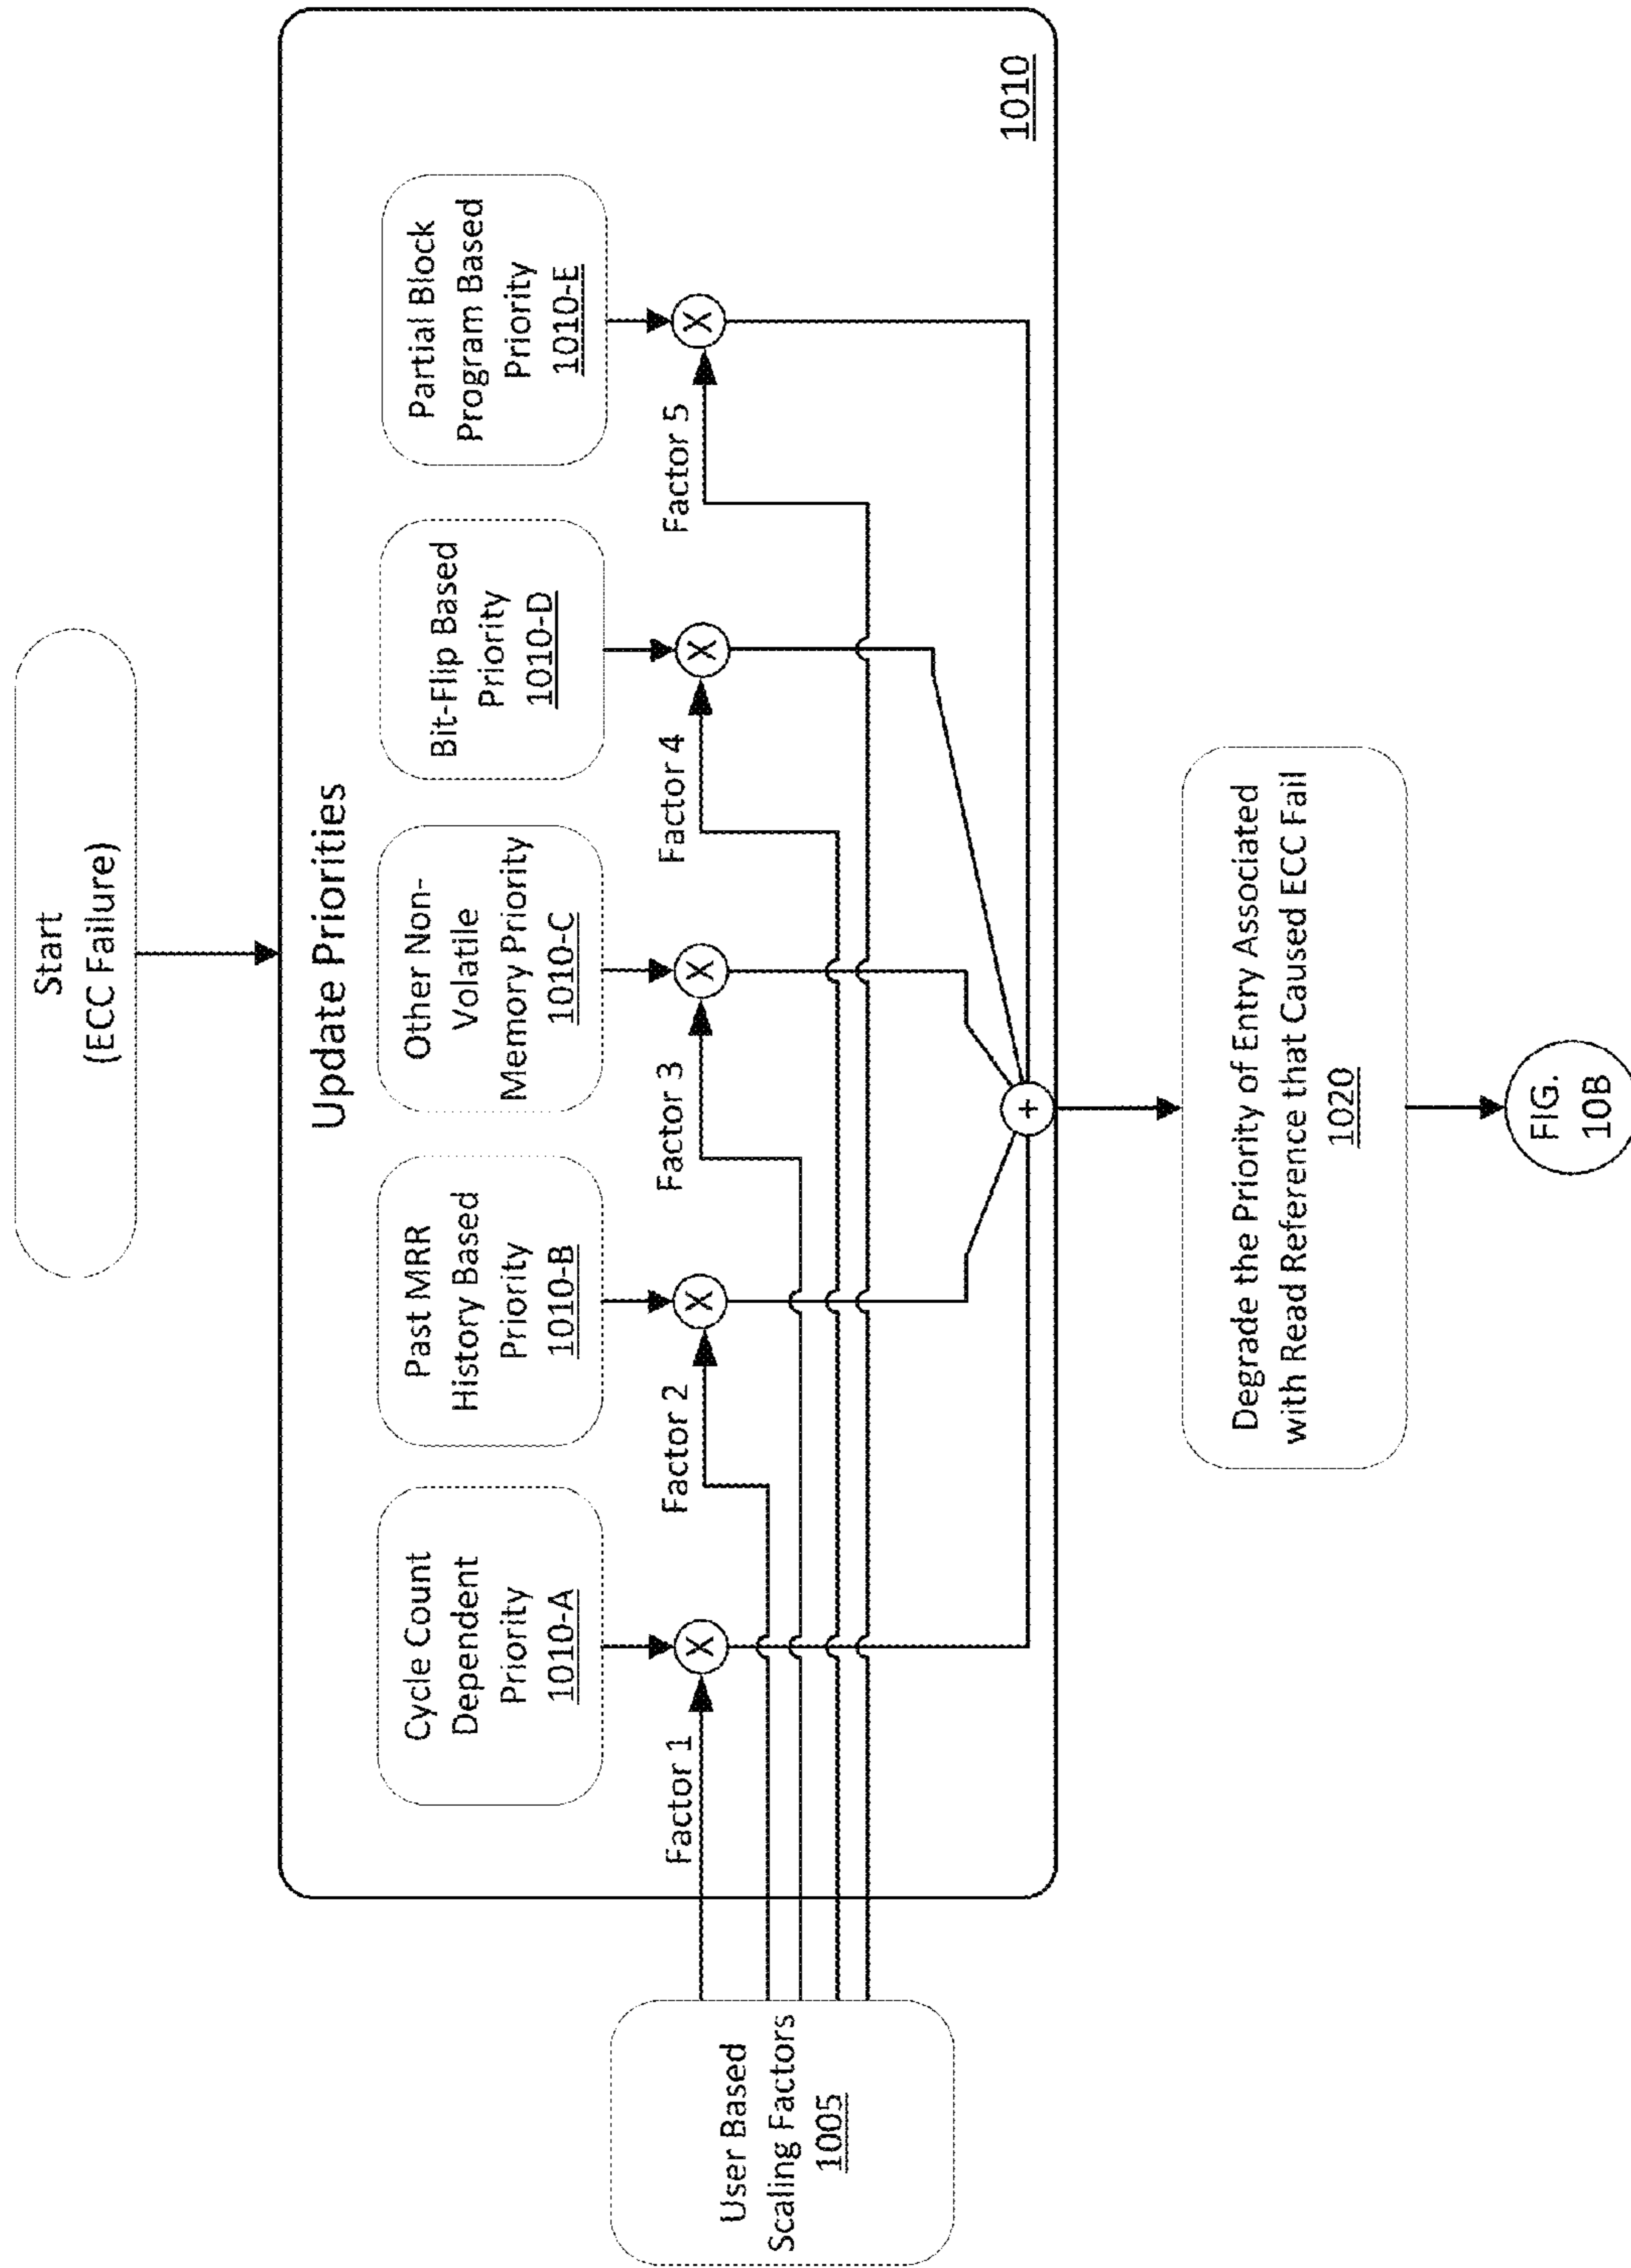 Start
(ECC Failure)
Update Priorities
Cycle Count
Dependent
Priority
1010-A
Past MRR
History Based
Priority
1010-B
Other Non-
Volatile
Memory Priority
1010-C
Bit-Flip Based
Priority
1010-D
Partial Block
Program Based
Priority
1010-E
User Based
Scaling Factors
1005
Factor 1
X
Factor 2
X
Factor 3
X
Factor 4
X
Factor 5
X
+
1010
Degrade the Priority of Entry Associated
with Read Reference that Caused ECC Fail
1020
FIG.
10B